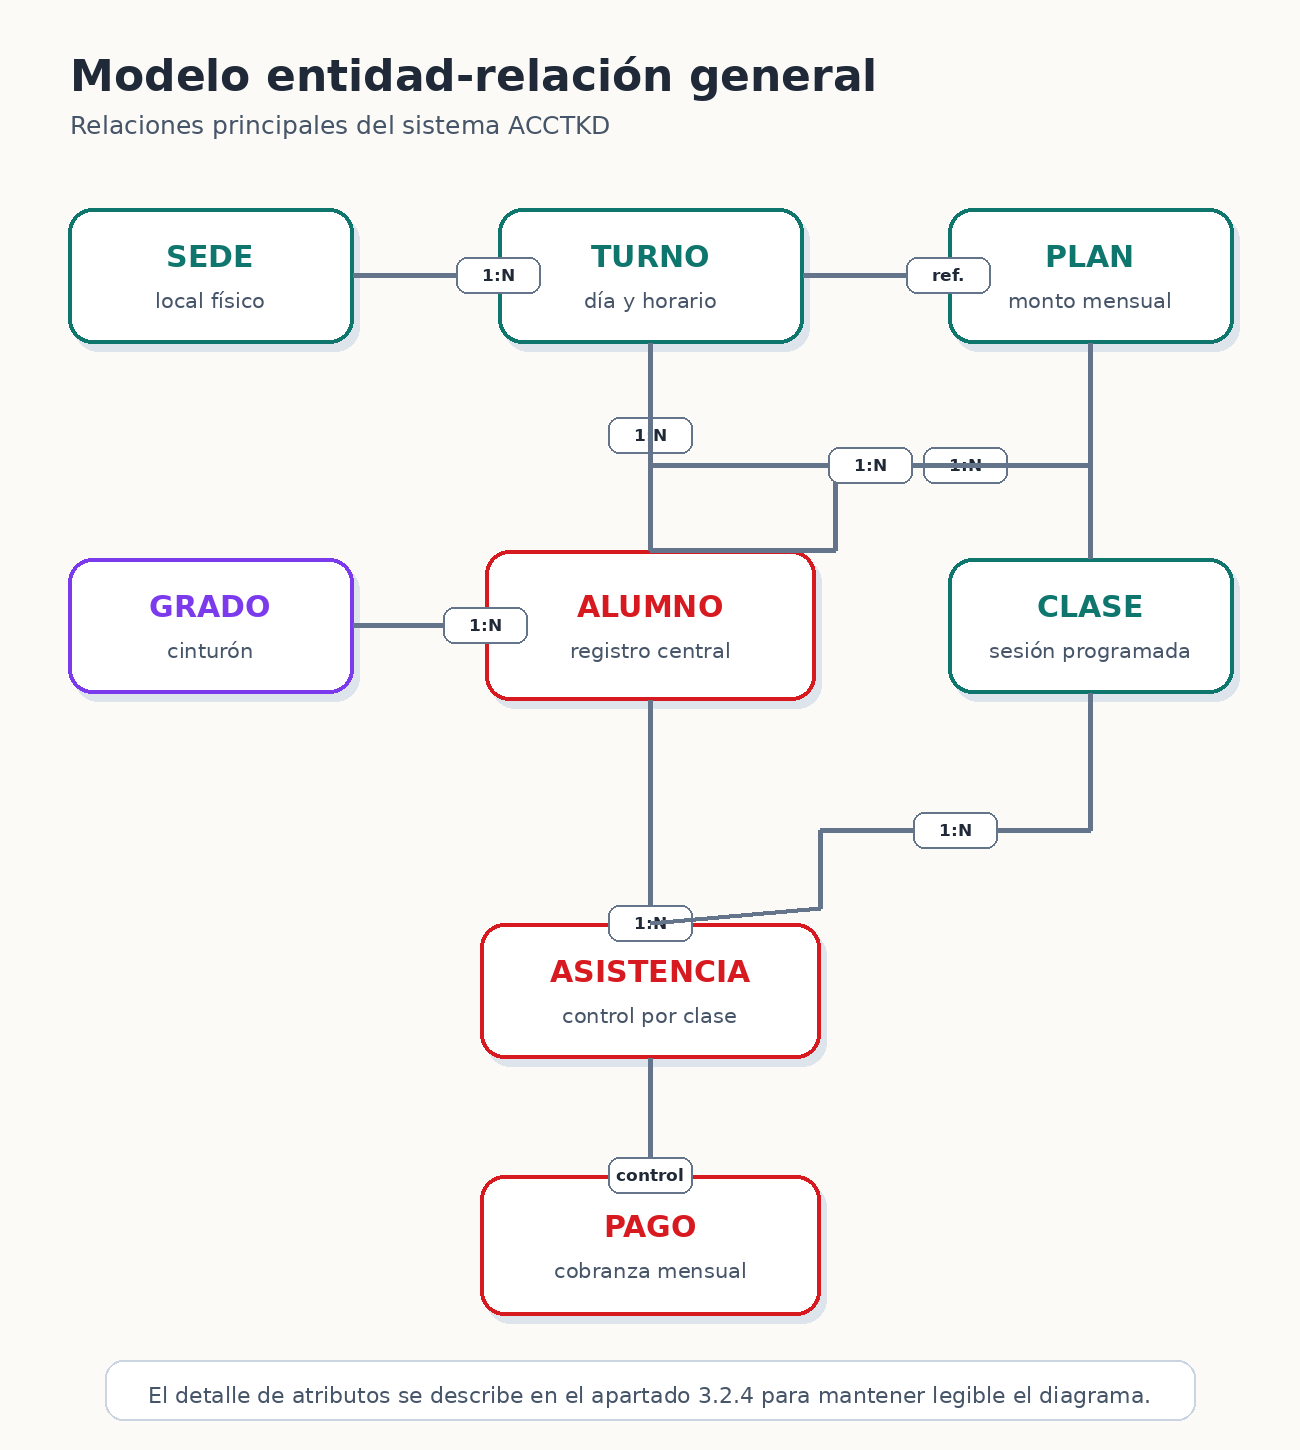 Modelo entidad-relación general
Relaciones principales del sistema ACCTKD
SEDE
local físico
1:N
TURNO
día y horario
ref.
PLAN
monto mensual
1:N
1:N
1:N
GRADO
cinturón
1:N
ALUMNO
registro central
CLASE
sesión programada
1:N
1:N
ASISTENCIA
control por clase
control
PAGO
cobranza mensual
El detalle de atributos se describe en el apartado 3.2.4 para mantener legible el diagrama.